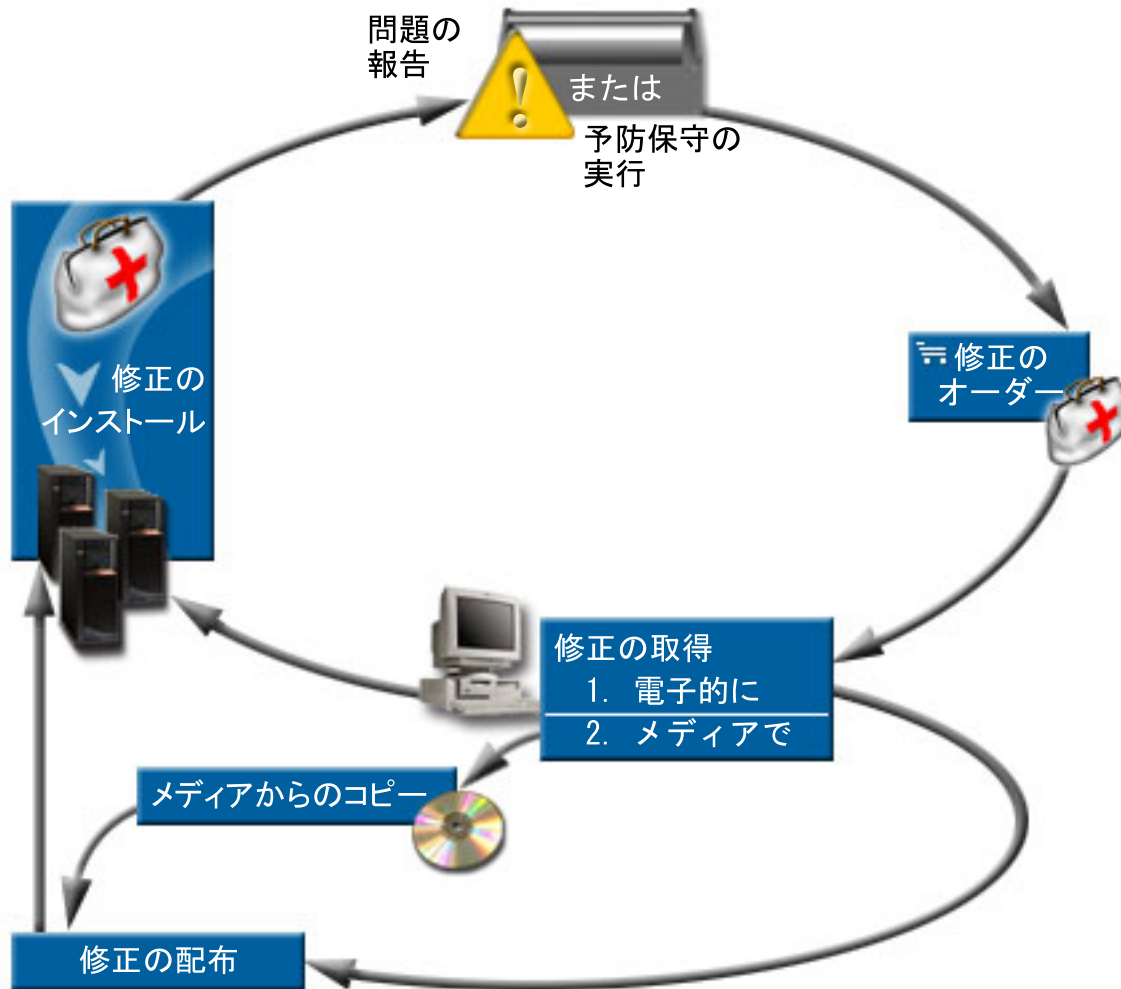 問題の
報告
または
予防保守の
実行
修正の
オーダー
修正の
インストール
修正の取得
1. 電子的に
2. メディアで
メディアからのコピー
修正の配布